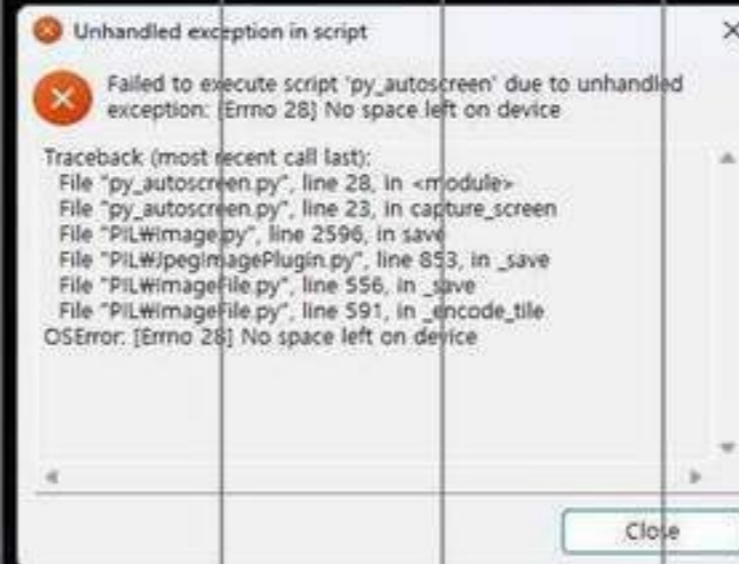 Unhandled exception in script
Failed to execute script 'py_autoscreen' due to unhandled
exception: [Errno 28] No space left on device
Traceback (most recent call last):
File "py_autoscreen.py", line 28, in <module>
File "py_autoscreen.py", line 23, in capture_screen
File "PIL₩Image.py", line 2596, in save
File "PIL₩JpegImagePlugin.py", line 853, in _save
File "PIL₩ImageFile.py", line 556, in _save
File "PIL₩ImageFile.py", line 591, in _encode_tile
OSError: [Errno 28] No space left on device
Close